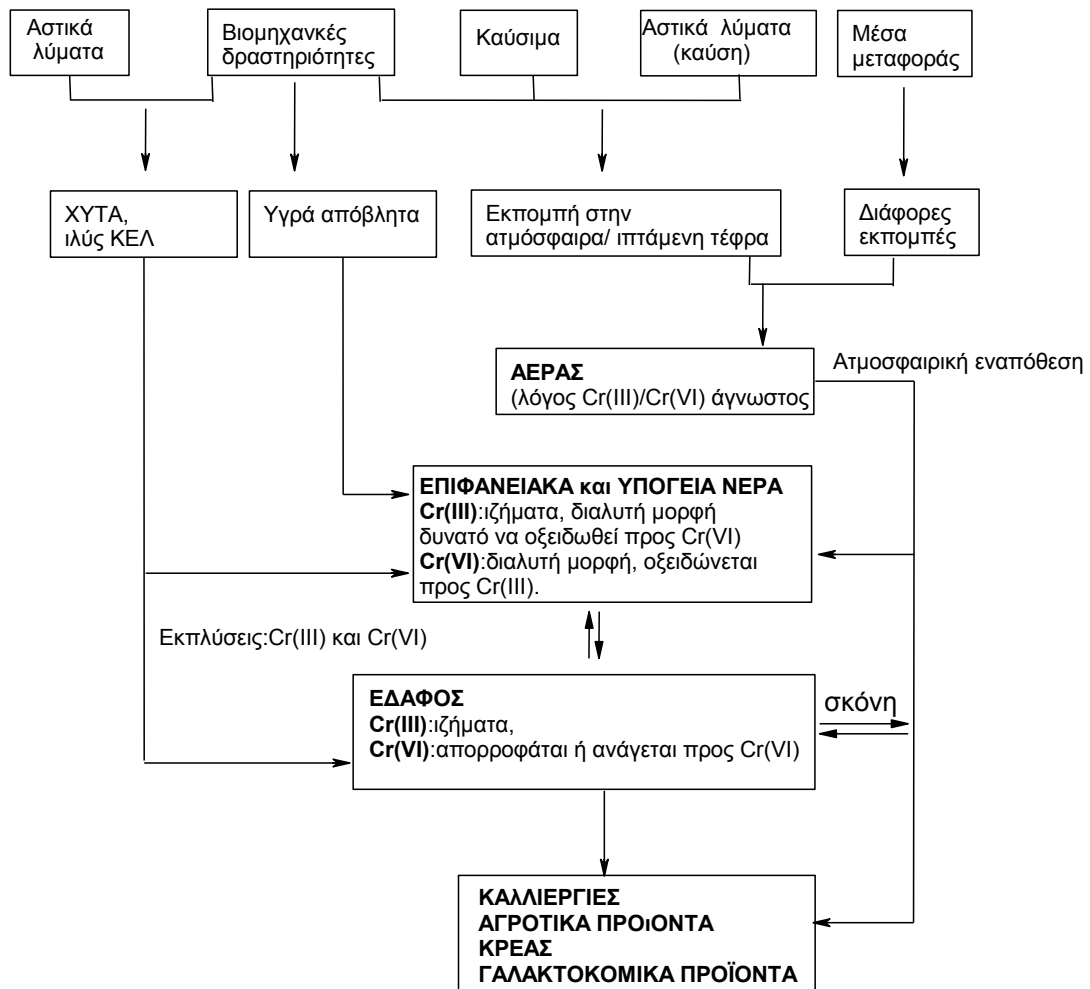 Αστικά
λύματα
Βιομηχανκές
δραστηριότητες
Καύσιμα
Αστικά λύματα
(καύση)
Μέσα
μεταφοράς
ΧΥΤΑ,
ιλύς ΚΕΛ
Υγρά απόβλητα
Εκπομπή στην
ατμόσφαιρα/ ιπτάμενη τέφρα
Διάφορες
εκπομπές
ΑΕΡΑΣ
(λόγος Cr(III)/Cr(VI) άγνωστος
Ατμοσφαιρική εναπόθεση
ΕΠΙΦΑΝΕΙΑΚΑ και ΥΠΟΓΕΙΑ ΝΕΡΑ
Cr(III):ιζήματα, διαλυτή μορφή
δυνατό να οξειδωθεί προς Cr(VI)
Cr(VI):διαλυτή μορφή, οξειδώνεται
προς Cr(III).
Εκπλύσεις:Cr(III) και Cr(VI)
ΕΔΑΦΟΣ
Cr(III):ιζήματα,
Cr(VI):απορροφάται ή ανάγεται προς Cr(VI)
σκόνη
ΚΑλΛΙΕΡΓΙΕΣ
ΑΓΡΟΤΙΚΑ ΠΡΟιΟΝΤΑ
ΚΡΕΑΣ
ΓΑΛΑΚΤΟΚΟΜΙΚΑ ΠΡΟΪΟΝΤΑ